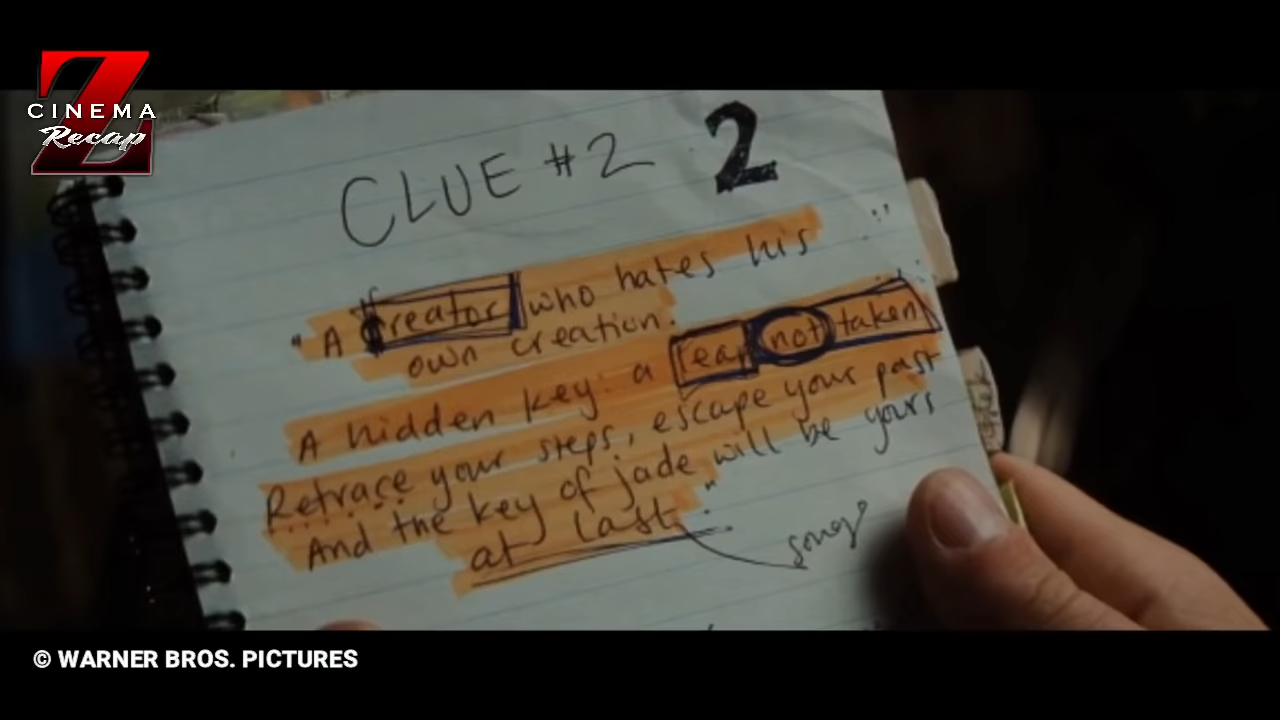 Z
CINEMA
Recap
CLUE #2 2
"A creator who hates his
own creation.
A hidden key: a leap not taken
Retrace your steps, escape your past
And the key of jade will be yours
at last."
song?
© WARNER BROS. PICTURES